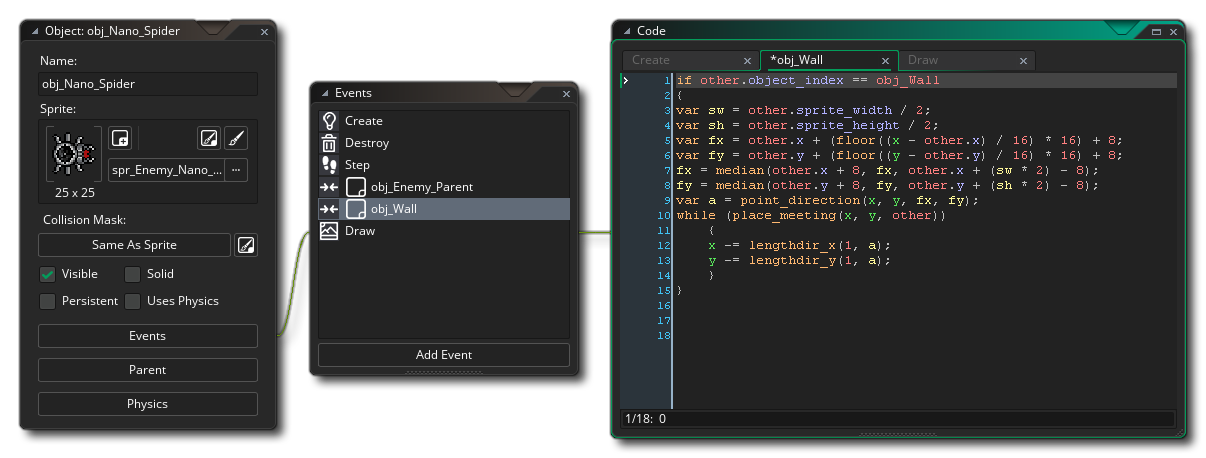 Object: obj_Nano_Spider
Name:
obj_Nano_Spider
Sprite:
spr_Enemy_Nano_... ...
25 x 25
Collision Mask:
Same As Sprite
Visible Solid
Persistent Uses Physics
Events
Parent
Physics
Events
Create
Destroy
Step
obj_Enemy_Parent
obj_Wall
Draw
Add Event
Code
Create *obj_Wall Draw
1 if other.object_index == obj_Wall
2 {
3 var sw = other.sprite_width / 2;
4 var sh = other.sprite_height / 2;
5 var fx = other.x + (floor((x - other.x) / 16) * 16) + 8;
6 var fy = other.y + (floor((y - other.y) / 16) * 16) + 8;
7 fx = median(other.x + 8, fx, other.x + (sw * 2) - 8);
8 fy = median(other.y + 8, fy, other.y + (sh * 2) - 8);
9 var a = point_direction(x, y, fx, fy);
10 while (place_meeting(x, y, other))
11 {
12 x -= lengthdir_x(1, a);
13 y -= lengthdir_y(1, a);
14 }
15 }
16
17
18
1/18: 0